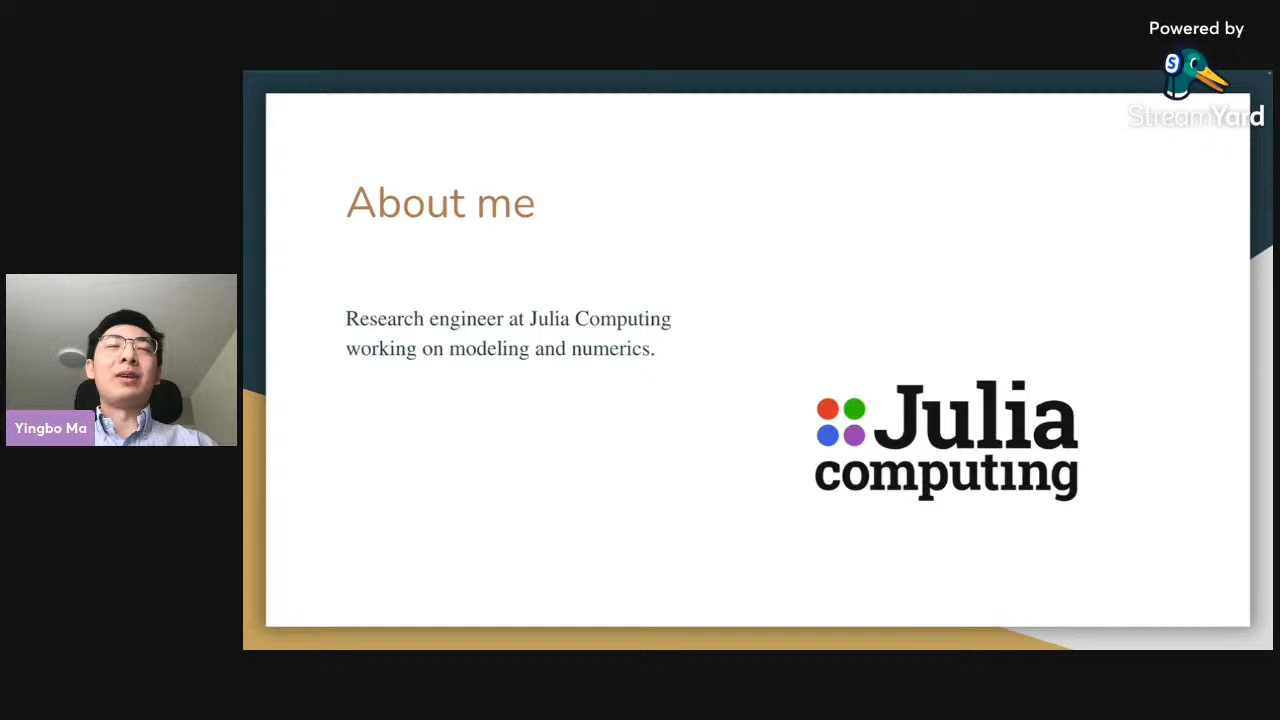 Powered by
S
StreamYard
About me
Research engineer at Julia Computing
working on modeling and numerics.
Julia
computing
Yingbo Ma